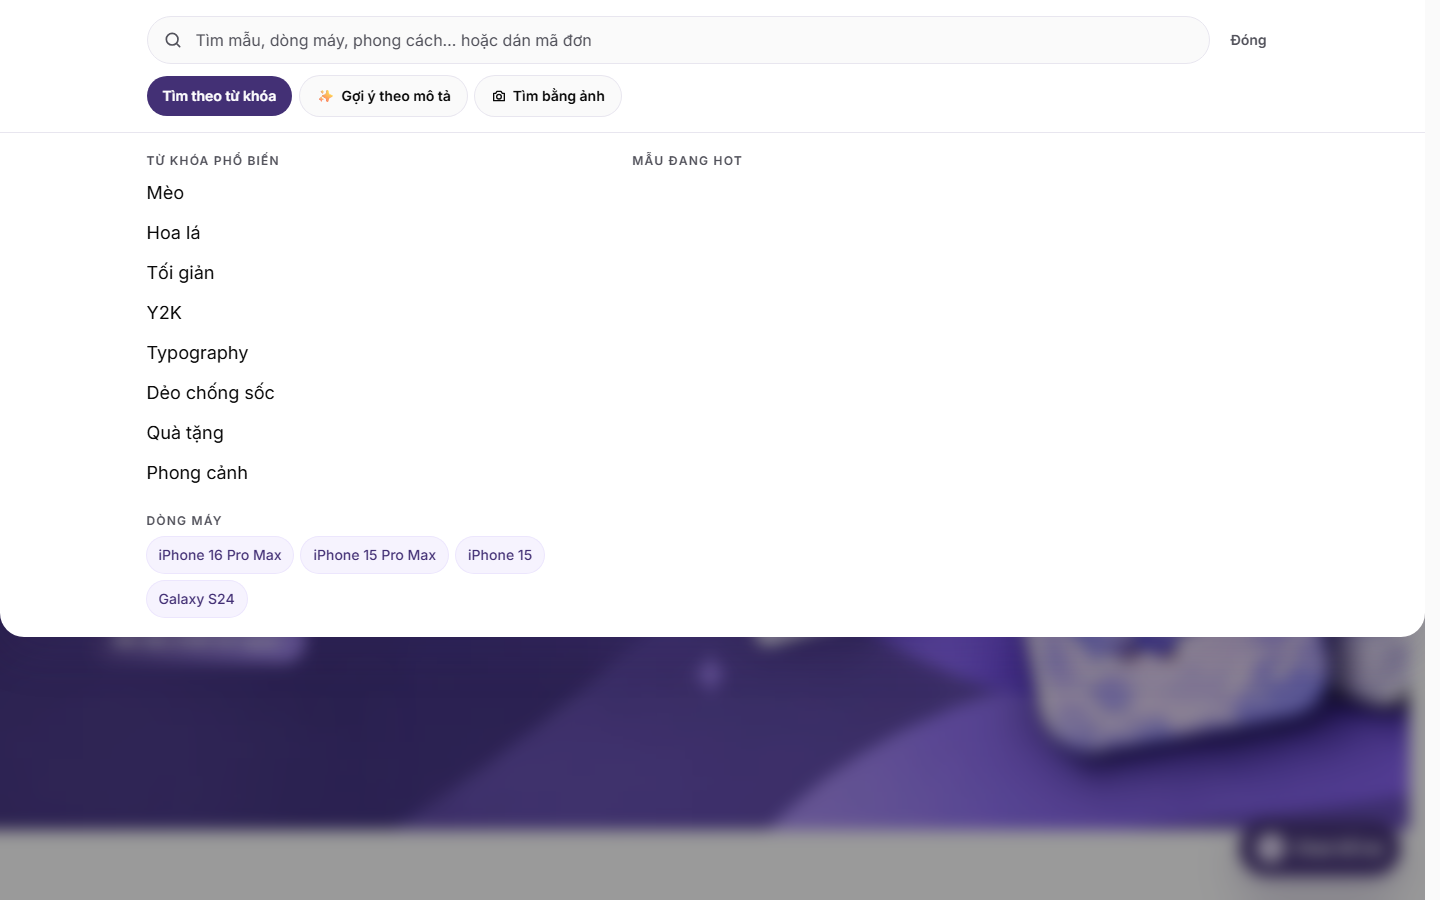 Tìm mẫu, dòng máy, phong cách... hoặc dán mã đơn
Đóng
Tìm theo từ khóa
Gợi ý theo mô tả
Tìm bằng ảnh
TỪ KHÓA PHỔ BIẾN
Mèo
Hoa lá
Tối giản
Y2K
Typography
Dẻo chống sốc
Quà tặng
Phong cảnh
DÒNG MÁY
iPhone 16 Pro Max
iPhone 15 Pro Max
iPhone 15
Galaxy S24
MẪU ĐANG HOT